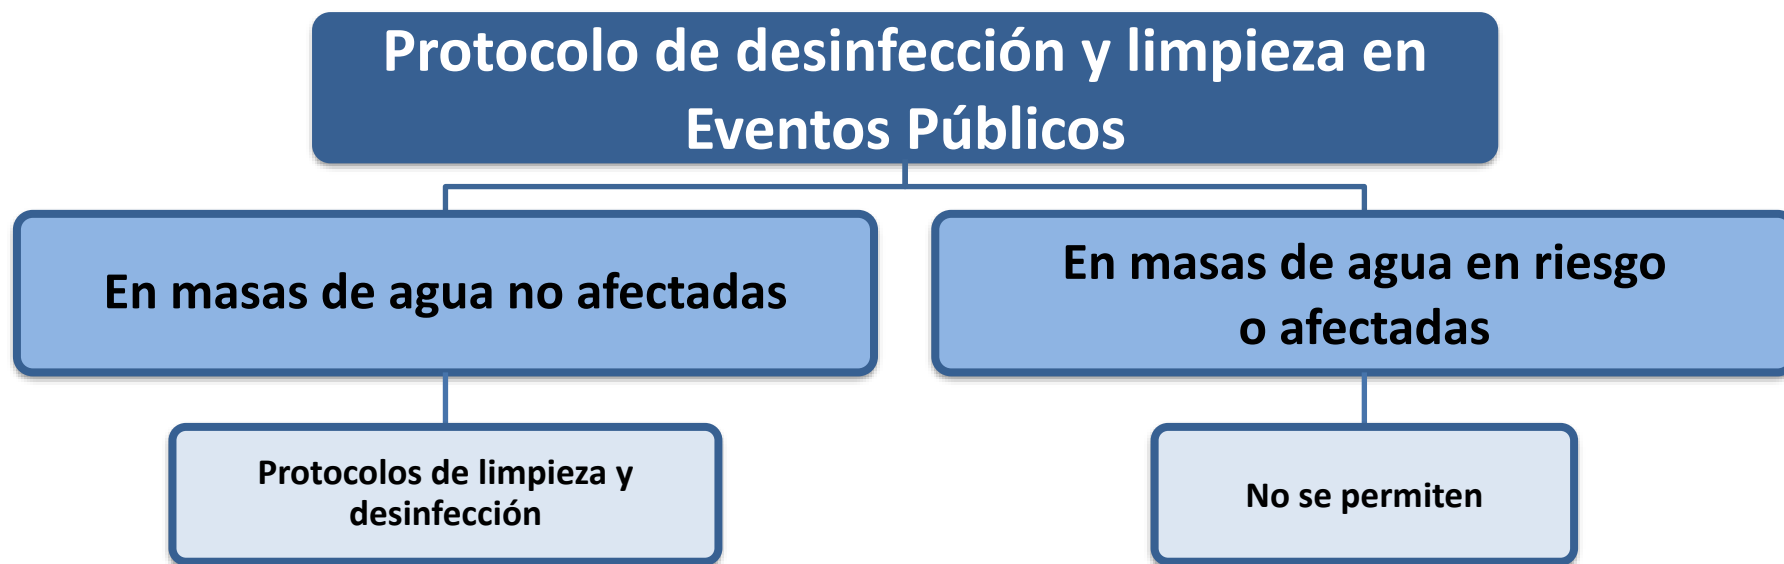 Protocolo de desinfección y limpieza en
Eventos Públicos
En masas de agua no afectadas
En masas de agua en riesgo
o afectadas
Protocolos de limpieza y
desinfección
No se permiten